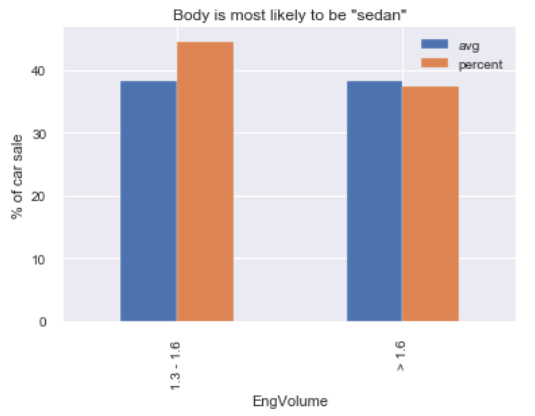 Body is most likely to be "sedan"
avg
percent
% of car sale
40
30
20
10
0
1.3 - 1.6
> 1.6
EngVolume